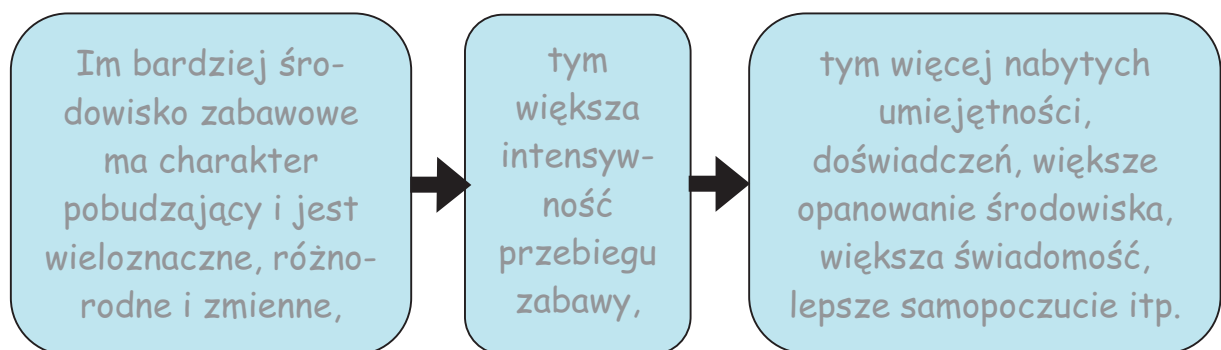 Im bardziej śro-
dowisko zabawowe
ma charakter
pobudzający i jest
wieloznaczne, różno-
rodne i zmienne,
tym
większa
intensyw-
ność
przebiegu
zabawy,
tym więcej nabytych
umiejętności,
doświadczeń, większe
opanowanie środowiska,
większa świadomość,
lepsze samopoczucie itp.